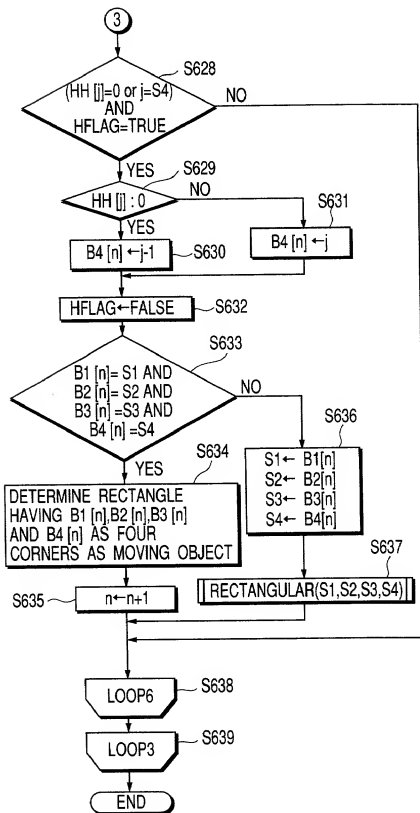 3
S628
(HH [j]=0 or j=S4)
AND
HFLAG=TRUE
NO
YES
S629
HH [j] : 0
NO
YES
S631
B4 [n] ←j-1
S630
B4 [n] ←j
HFLAG←FALSE
S632
S633
B1 [n]= S1 AND
B2 [n]= S2 AND
B3 [n] =S3 AND
B4 [n] =S4
NO
YES
S634
S636
DETERMINE RECTANGLE
HAVING B1 [n],B2 [n],B3 [n]
AND B4 [n] AS FOUR
CORNERS AS MOVING OBJECT
S1← B1[n]
S2← B2[n]
S3← B3[n]
S4← B4[n]
S637
S635
n←n+1
RECTANGULAR(S1,S2,S3,S4)
LOOP6
S638
LOOP3
S639
END